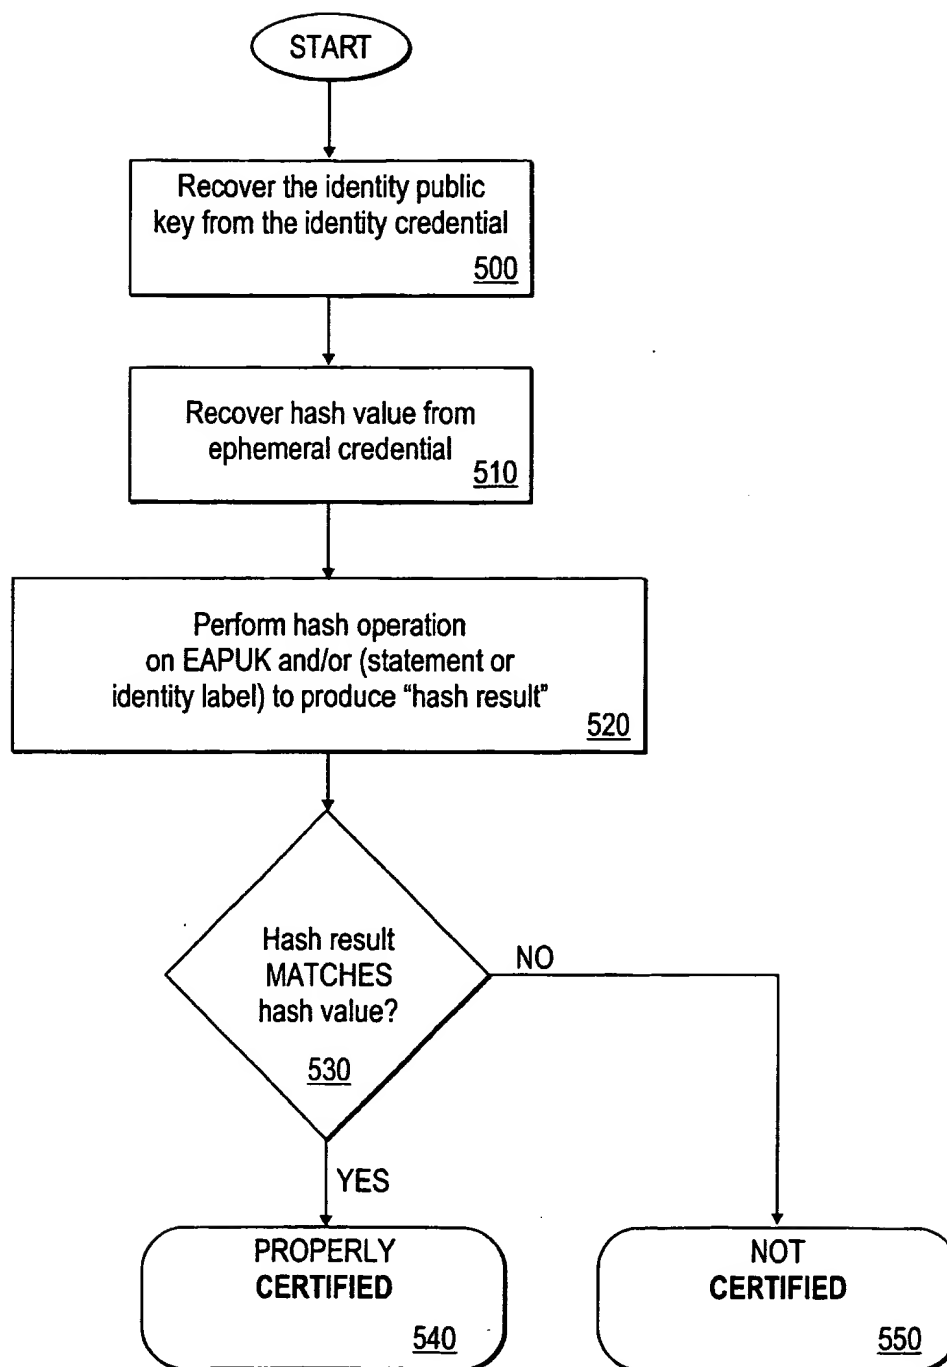 START
Recover the identity public
key from the identity credential
500
Recover hash value from
ephemeral credential
510
Perform hash operation
on EAPUK and/or (statement or
identity label) to produce “hash result”
520
Hash result
MATCHES
hash value?
530
NO
YES
PROPERLY
CERTIFIED
540
NOT
CERTIFIED
550